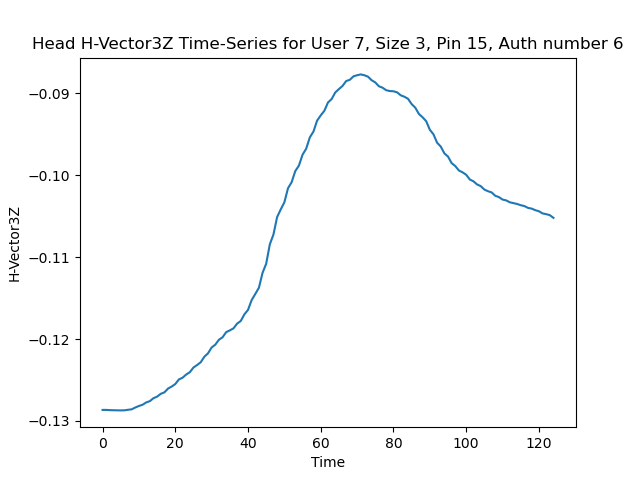 Head H-Vector3Z Time-Series for User 7, Size 3, Pin 15, Auth number 6
H-Vector3Z
−0.09
−0.10
−0.11
−0.12
−0.13
0 20 40 60 80 100 120
Time